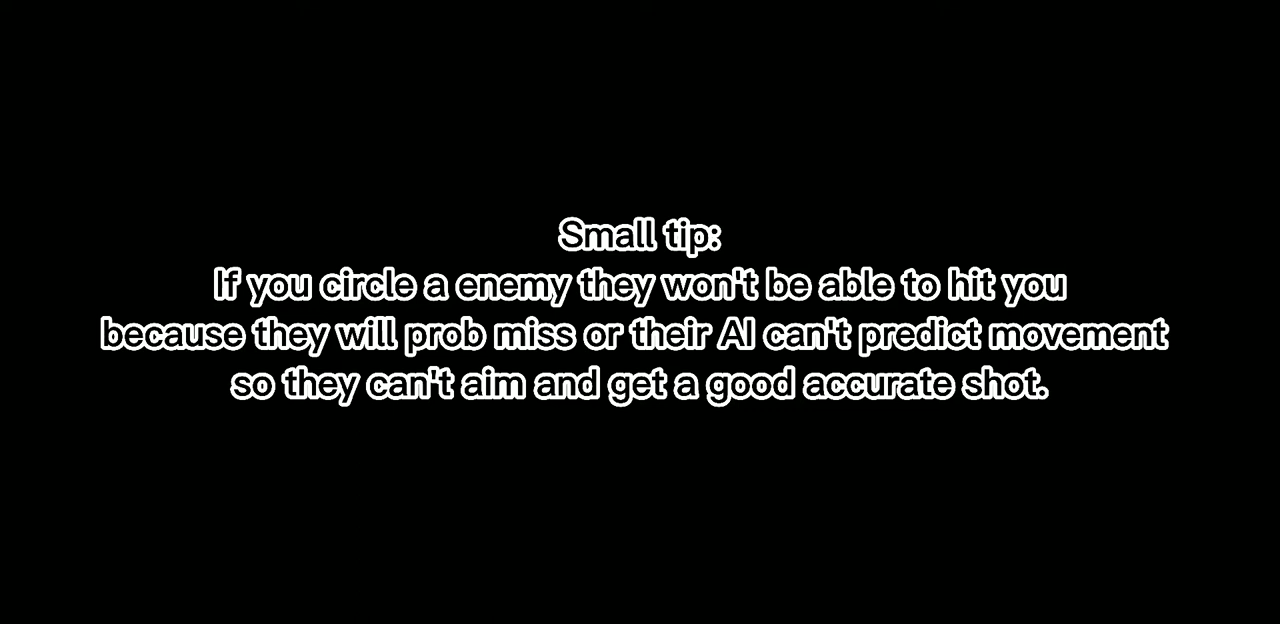 Small tip:
If you circle a enemy they won't be able to hit you
because they will prob miss or their AI can't predict movement
so they can't aim and get a good accurate shot.